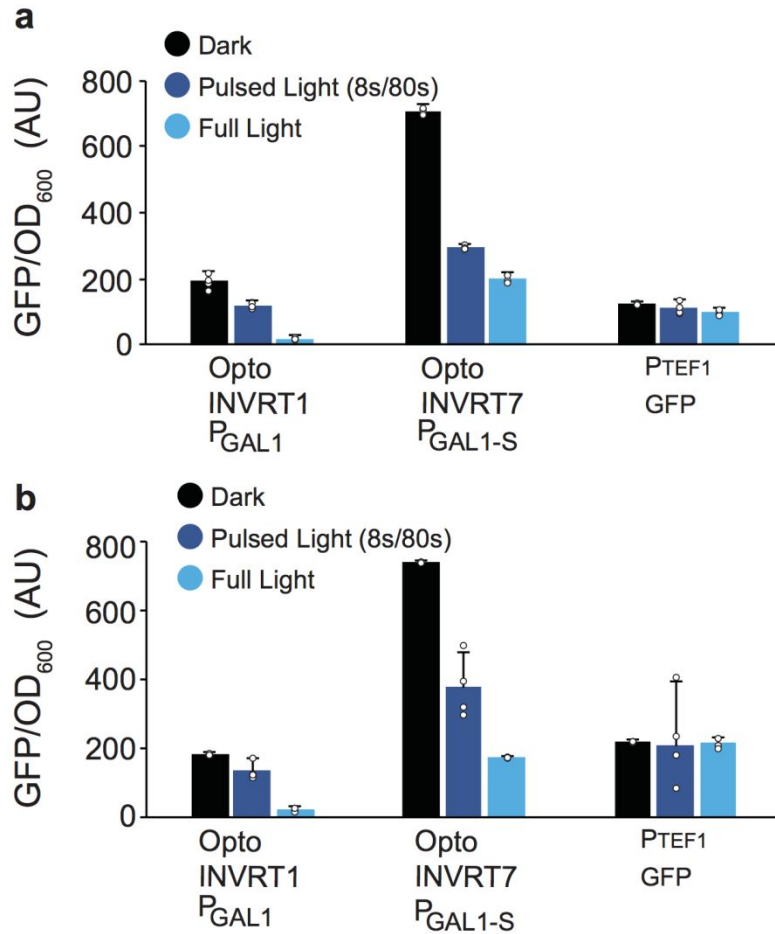 a
Dark
Pulsed Light (8s/80s)
Full Light
GFP/OD600 (AU)
800
600
400
200
0
Opto
INVRT1
PGAL1
Opto
INVRT7
PGAL1-S
PTEF1
GFP
b
Dark
Pulsed Light (8s/80s)
Full Light
GFP/OD600 (AU)
800
600
400
200
0
Opto
INVRT1
PGAL1
Opto
INVRT7
PGAL1-S
PTEF1
GFP